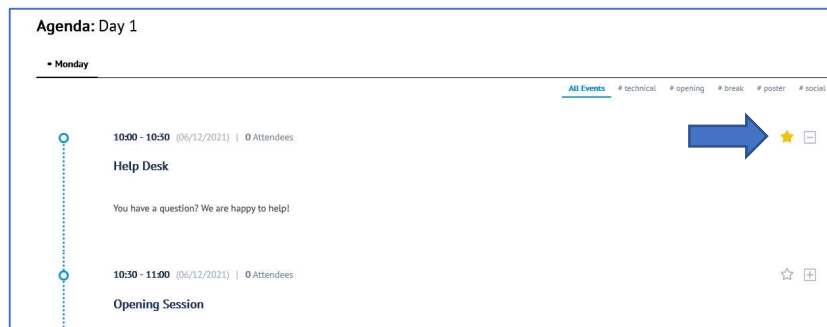 Agenda: Day 1
• Monday
All Events # technical # opening # break # poster # social
10:00 - 10:30 (06/12/2021) | 0 Attendees
Help Desk
You have a question? We are happy to help!
10:30 - 11:00 (06/12/2021) | 0 Attendees
Opening Session